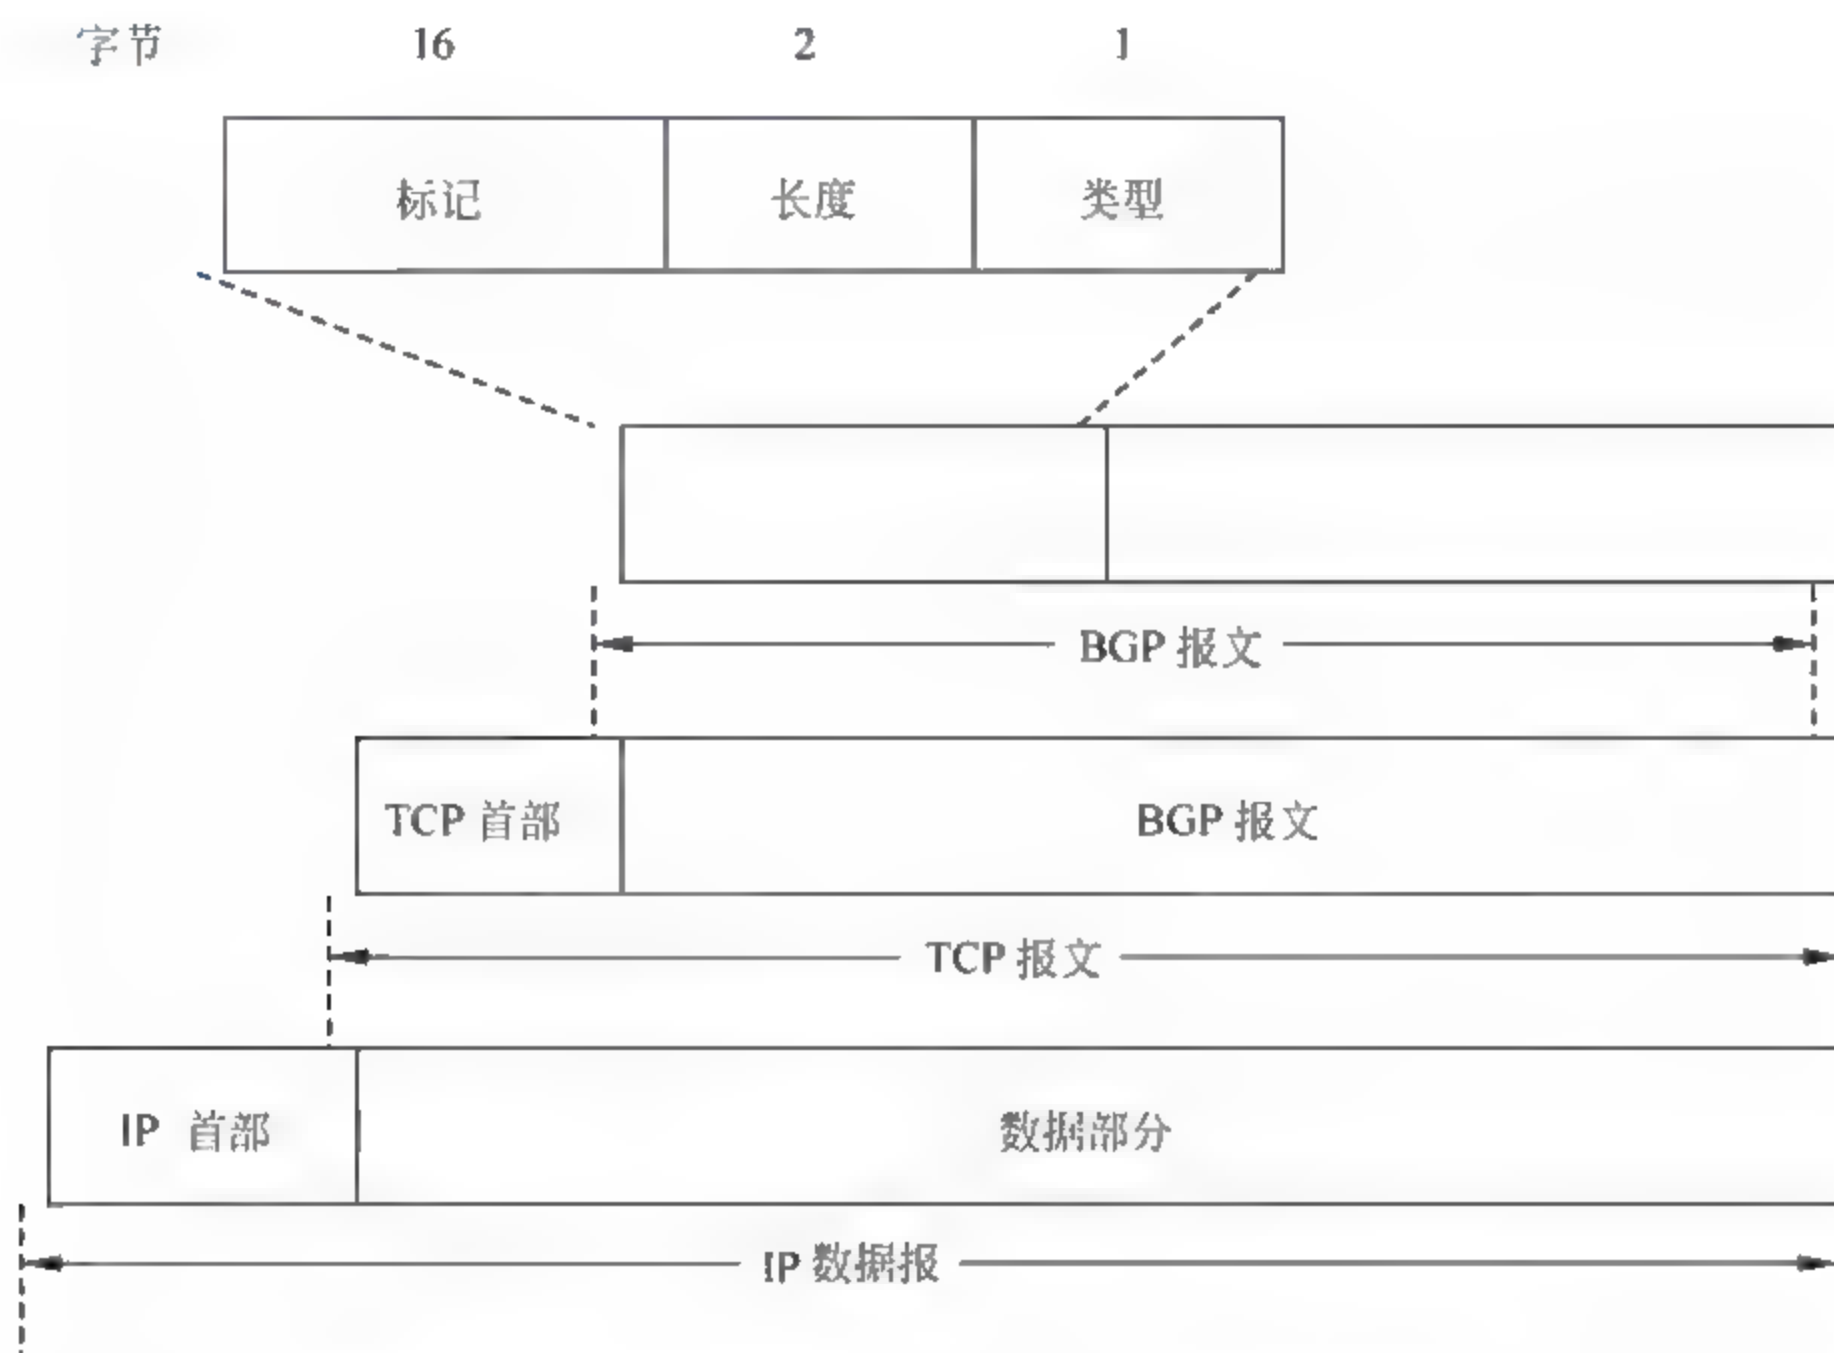 字节 16 2 1
标记 长度 类型
BGP 报文
TCP 首部 BGP 报文
TCP 报文
IP 首部 数据部分
IP 数据报